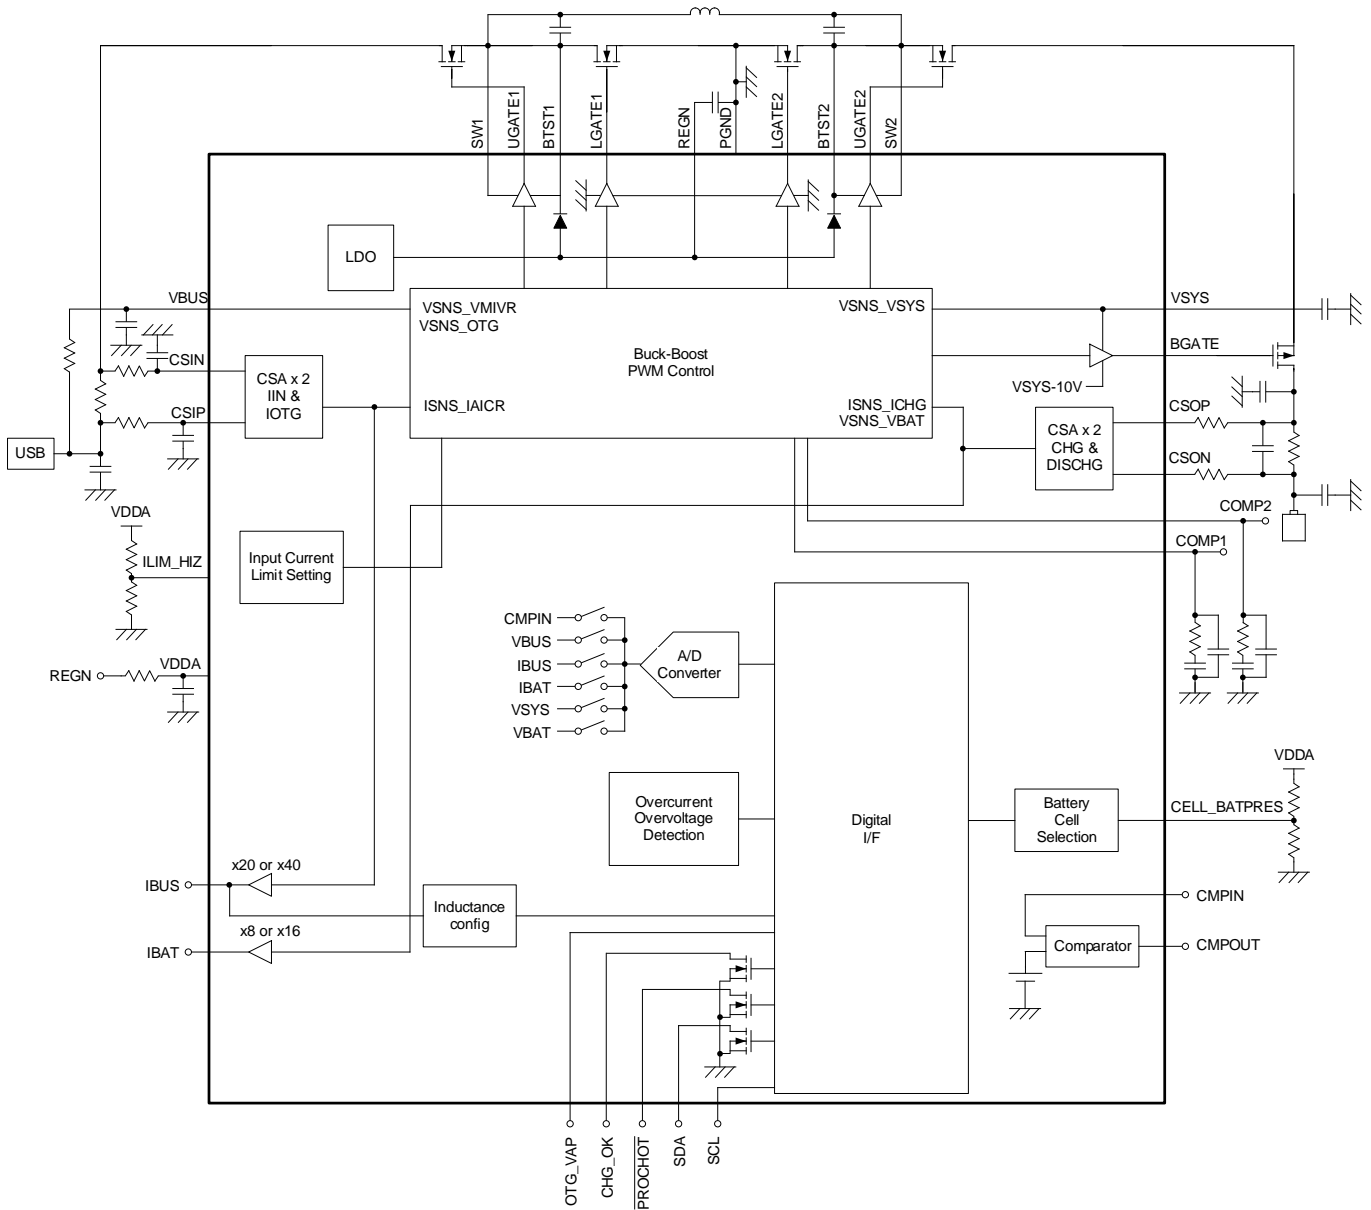 SW1
UGATE1
BTST1
LGATE1
REGN
PGND
LGATE2
BTST2
UGATE2
SW2
LDO
VBUS
VSNS_VMIVR
VSNS_OTG
VSNS_VSYS
VSYS
Buck-Boost
PWM Control
BGATE
VSYS-10V
CSIN
CSA x 2
IIN &
IOTG
ISNS_IAICR
ISNS_ICHG
VSNS_VBAT
CSIP
CSOP
CSA x 2
CHG &
DISCHG
CSON
USB
COMP2
COMP1
VDDA
ILIM_HIZ
Input Current
Limit Setting
REGN
VDDA
CMPIN
VBUS
IBUS
IBAT
VSYS
VBAT
A/D
Converter
Overcurrent
Overvoltage
Detection
Digital
I/F
Battery
Cell
Selection
CELL_BATPRES
VDDA
x20 or x40
IBUS
x8 or x16
IBAT
Inductance
config
CMPIN
Comparator
CMPOUT
OTG_VAP
CHG_OK
PROCHOT
SDA
SCL